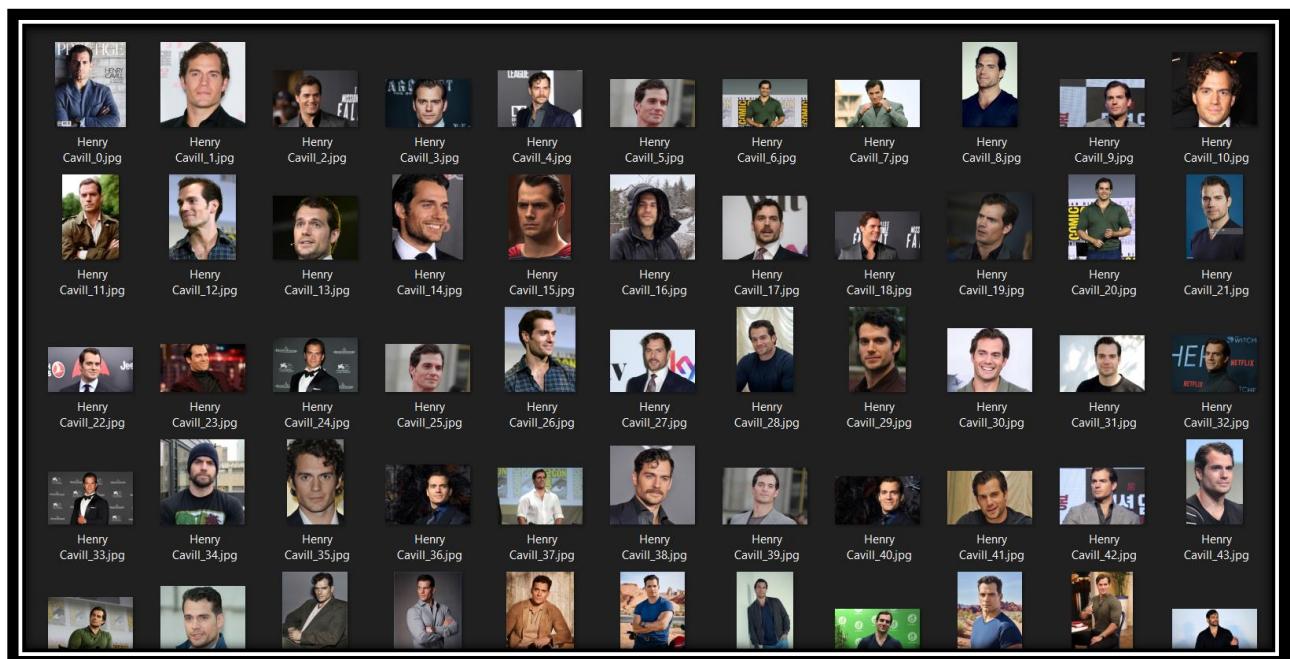 PRESTIGE
HENRY
CAVILL
Henry
Cavill_0.jpg
Henry
Cavill_1.jpg
Henry
Cavill_2.jpg
Henry
Cavill_3.jpg
Henry
Cavill_4.jpg
Henry
Cavill_5.jpg
Henry
Cavill_6.jpg
Henry
Cavill_7.jpg
Henry
Cavill_8.jpg
Henry
Cavill_9.jpg
Henry
Cavill_10.jpg
COMIC
Henry
Cavill_11.jpg
Henry
Cavill_12.jpg
Henry
Cavill_13.jpg
Henry
Cavill_14.jpg
Henry
Cavill_15.jpg
Henry
Cavill_16.jpg
Henry
Cavill_17.jpg
Henry
Cavill_18.jpg
Henry
Cavill_19.jpg
Henry
Cavill_20.jpg
Henry
Cavill_21.jpg
NETFLIX
Henry
Cavill_22.jpg
Henry
Cavill_23.jpg
Henry
Cavill_24.jpg
Henry
Cavill_25.jpg
Henry
Cavill_26.jpg
Henry
Cavill_27.jpg
Henry
Cavill_28.jpg
Henry
Cavill_29.jpg
Henry
Cavill_30.jpg
Henry
Cavill_31.jpg
Henry
Cavill_32.jpg
Henry
Cavill_33.jpg
Henry
Cavill_34.jpg
Henry
Cavill_35.jpg
Henry
Cavill_36.jpg
Henry
Cavill_37.jpg
Henry
Cavill_38.jpg
Henry
Cavill_39.jpg
Henry
Cavill_40.jpg
Henry
Cavill_41.jpg
Henry
Cavill_42.jpg
Henry
Cavill_43.jpg